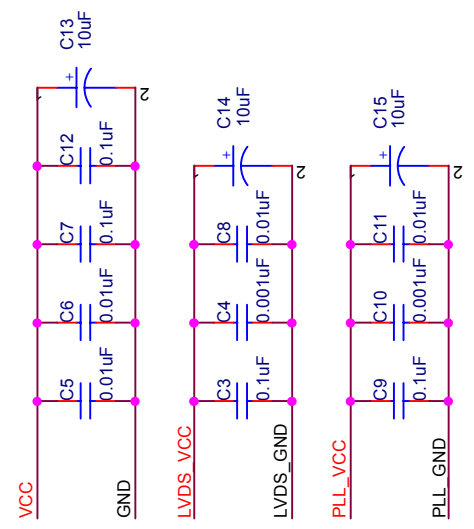 C13
10uF
+
2
C12
0.1uF
C7
0.1uF
C6
0.01uF
C5
0.01uF
VCC
GND
C14
10uF
+
2
C8
0.01uF
C4
0.001uF
C3
0.1uF
LVDS_VCC
LVDS_GND
C15
10uF
+
2
C11
0.01uF
C10
0.001uF
C9
0.1uF
PLL_VCC
PLL_GND